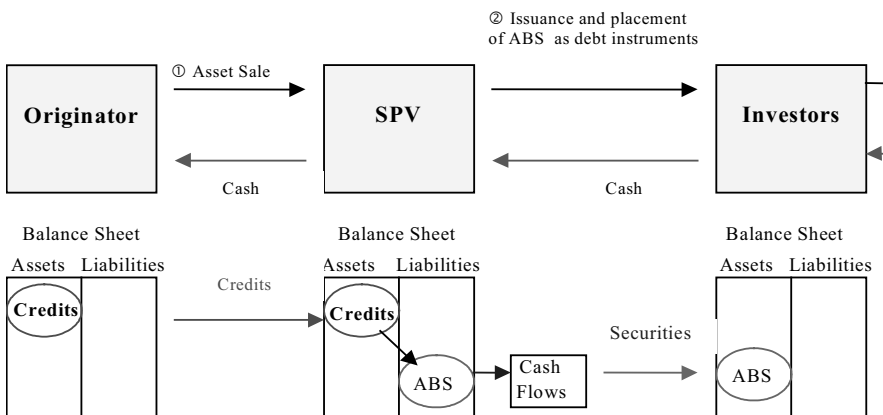 ② Issuance and placement
of ABS as debt instruments
① Asset Sale
Originator
SPV
Investors
Cash
Cash
Balance Sheet
Balance Sheet
Balance Sheet
Assets Liabilities
Assets Liabilities
Assets Liabilities
Credits
Credits
Credits
Securities
ABS
Cash
Flows
ABS